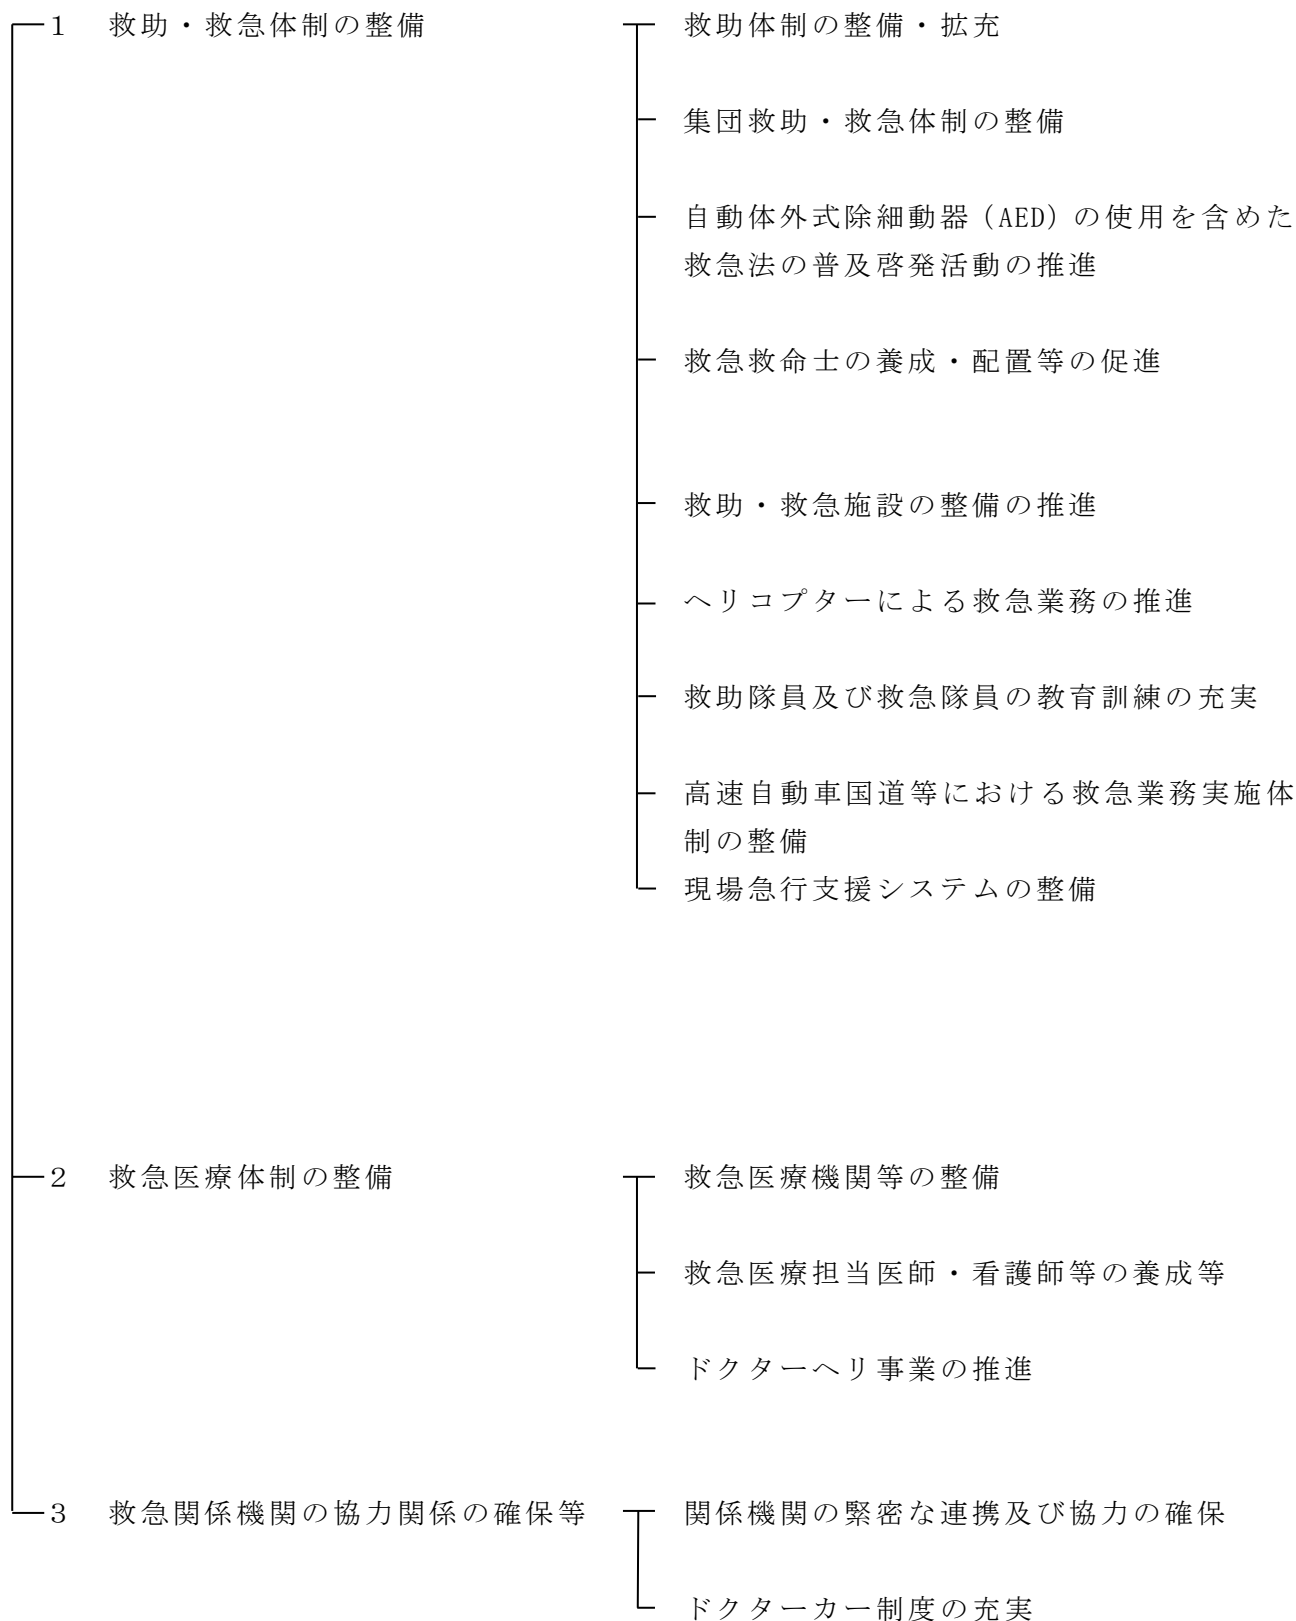 1 救助・救急体制の整備
救助体制の整備・拡充
集団救助・救急体制の整備
自動体外式除細動器(AED)の使用を含めた
救急法の普及啓発活動の推進
救急救命士の養成・配置等の促進
救助・救急施設の整備の推進
ヘリコプターによる救急業務の推進
救助隊員及び救急隊員の教育訓練の充実
高速自動車国道等における救急業務実施体
制の整備
現場急行支援システムの整備
2 救急医療体制の整備
救急医療機関等の整備
救急医療担当医師・看護師等の養成等
ドクターヘリ事業の推進
3 救急関係機関の協力関係の確保等
関係機関の緊密な連携及び協力の確保
ドクターカー制度の充実